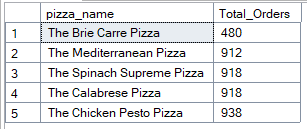 pizza_name Total_Orders
1 The Brie Carre Pizza 480
2 The Mediterranean Pizza 912
3 The Spinach Supreme Pizza 918
4 The Calabrese Pizza 918
5 The Chicken Pesto Pizza 938